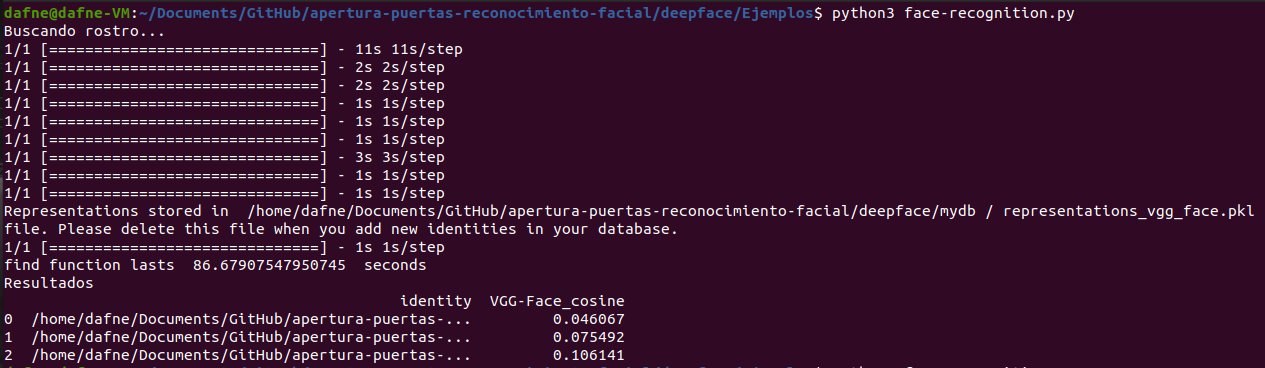 dafne@dafne-VM:~/Documents/GitHub/apertura-puertas-reconocimiento-facial/deepface/Ejemplos$ python3 face-recognition.py
Buscando rostro...
1/1 [==============================] - 11s 11s/step
1/1 [==============================] - 2s 2s/step
1/1 [==============================] - 2s 2s/step
1/1 [==============================] - 1s 1s/step
1/1 [==============================] - 1s 1s/step
1/1 [==============================] - 1s 1s/step
1/1 [==============================] - 3s 3s/step
1/1 [==============================] - 1s 1s/step
1/1 [==============================] - 1s 1s/step
Representations stored in  /home/dafne/Documents/GitHub/apertura-puertas-reconocimiento-facial/deepface/mydb / representations_vgg_face.pkl
file. Please delete this file when you add new identities in your database.
1/1 [==============================] - 1s 1s/step
find function lasts  86.67907547950745  seconds
Resultados
identity  VGG-Face_cosine
0  /home/dafne/Documents/GitHub/apertura-puertas-...         0.046067
1  /home/dafne/Documents/GitHub/apertura-puertas-...         0.075492
2  /home/dafne/Documents/GitHub/apertura-puertas-...         0.106141